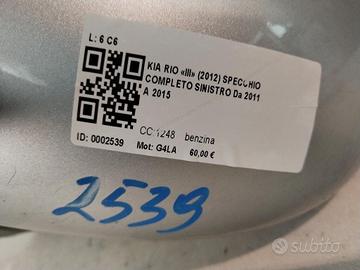 L: 6 C6
KIA RIO «III» (2012) SPECCHIO
COMPLETO SINISTRO Da 2011
A 2015
CC:1248 benzina
ID: 0002539 Mot: G4LA 60,00 €
2539
subito